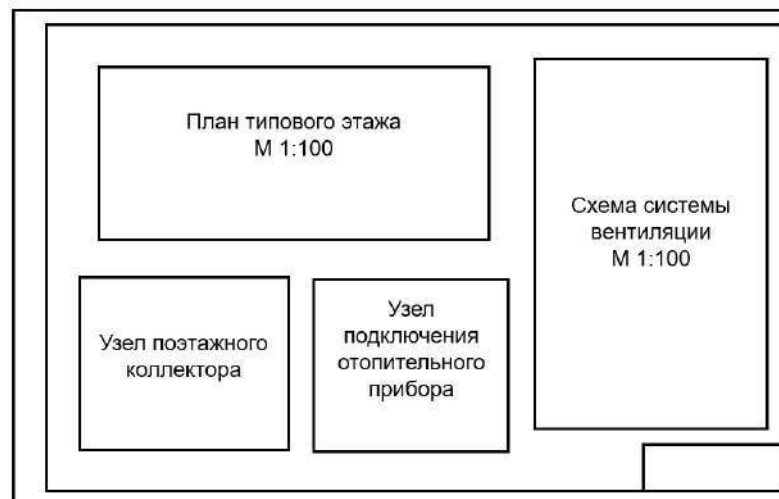 План типового этажа
М 1:100
Схема системы
вентиляции
М 1:100
Узел поэтажного
коллектора
Узел
подключения
отопительного
прибора